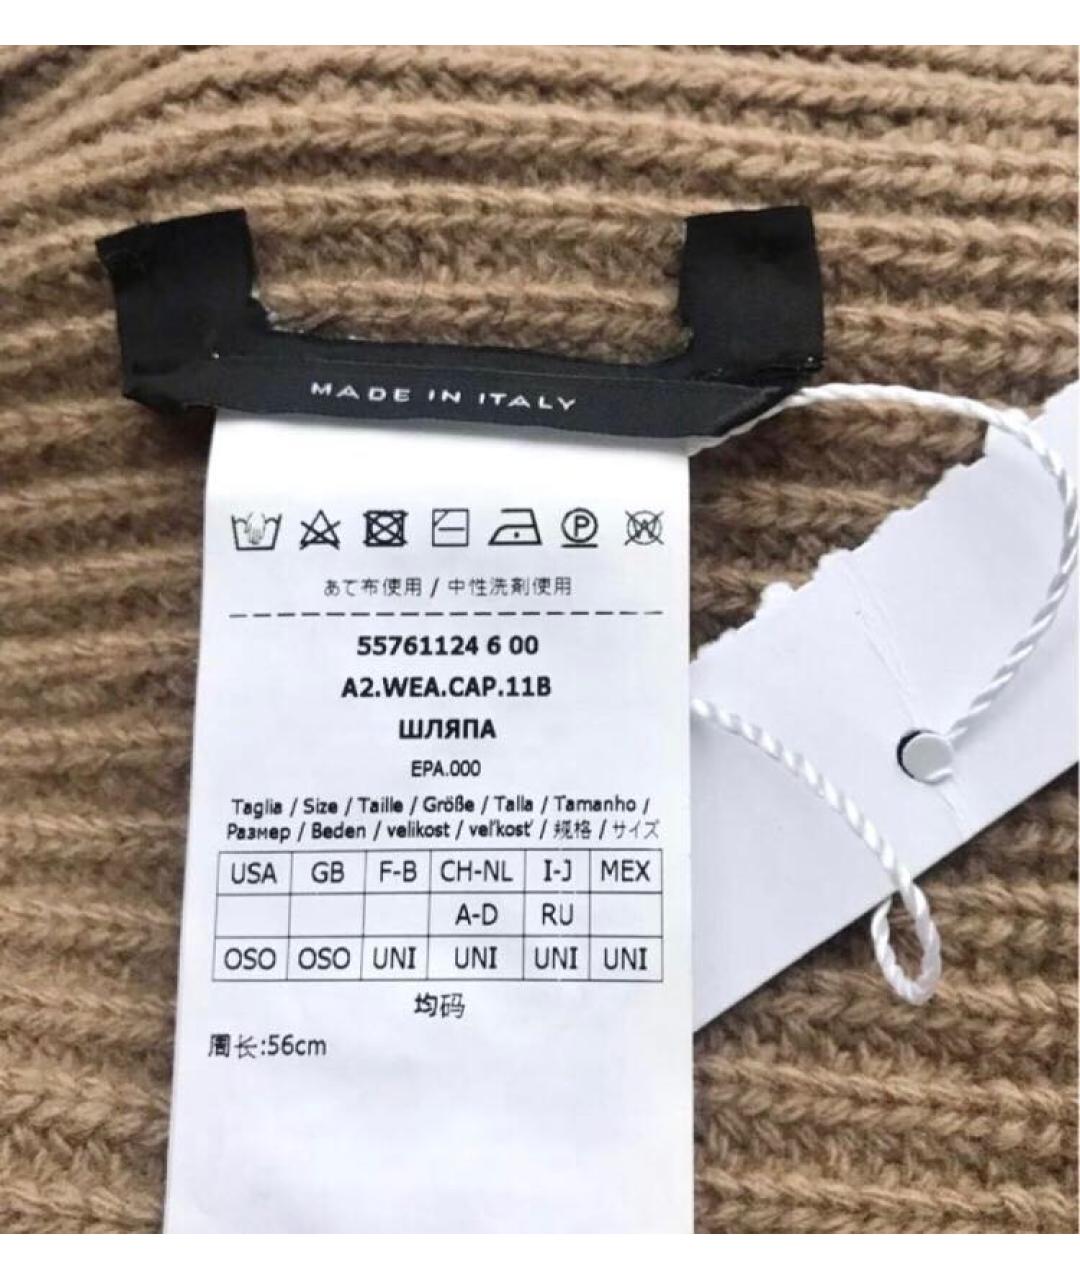 MADE IN ITALY
P W
あて布使用 / 中性洗剤使用
55761124 6 00
A2.WEA.CAP.11B
ШЛЯПА
EPA.000
Taglia / Size / Taille / Größe / Talla / Tamanho /
Размер / Beden / velikost / veľkosť / 规格 / サイズ
USA GB F-B CH-NL I-J MEX
A-D RU
OSO OSO UNI UNI UNI UNI
均码
周长:56cm